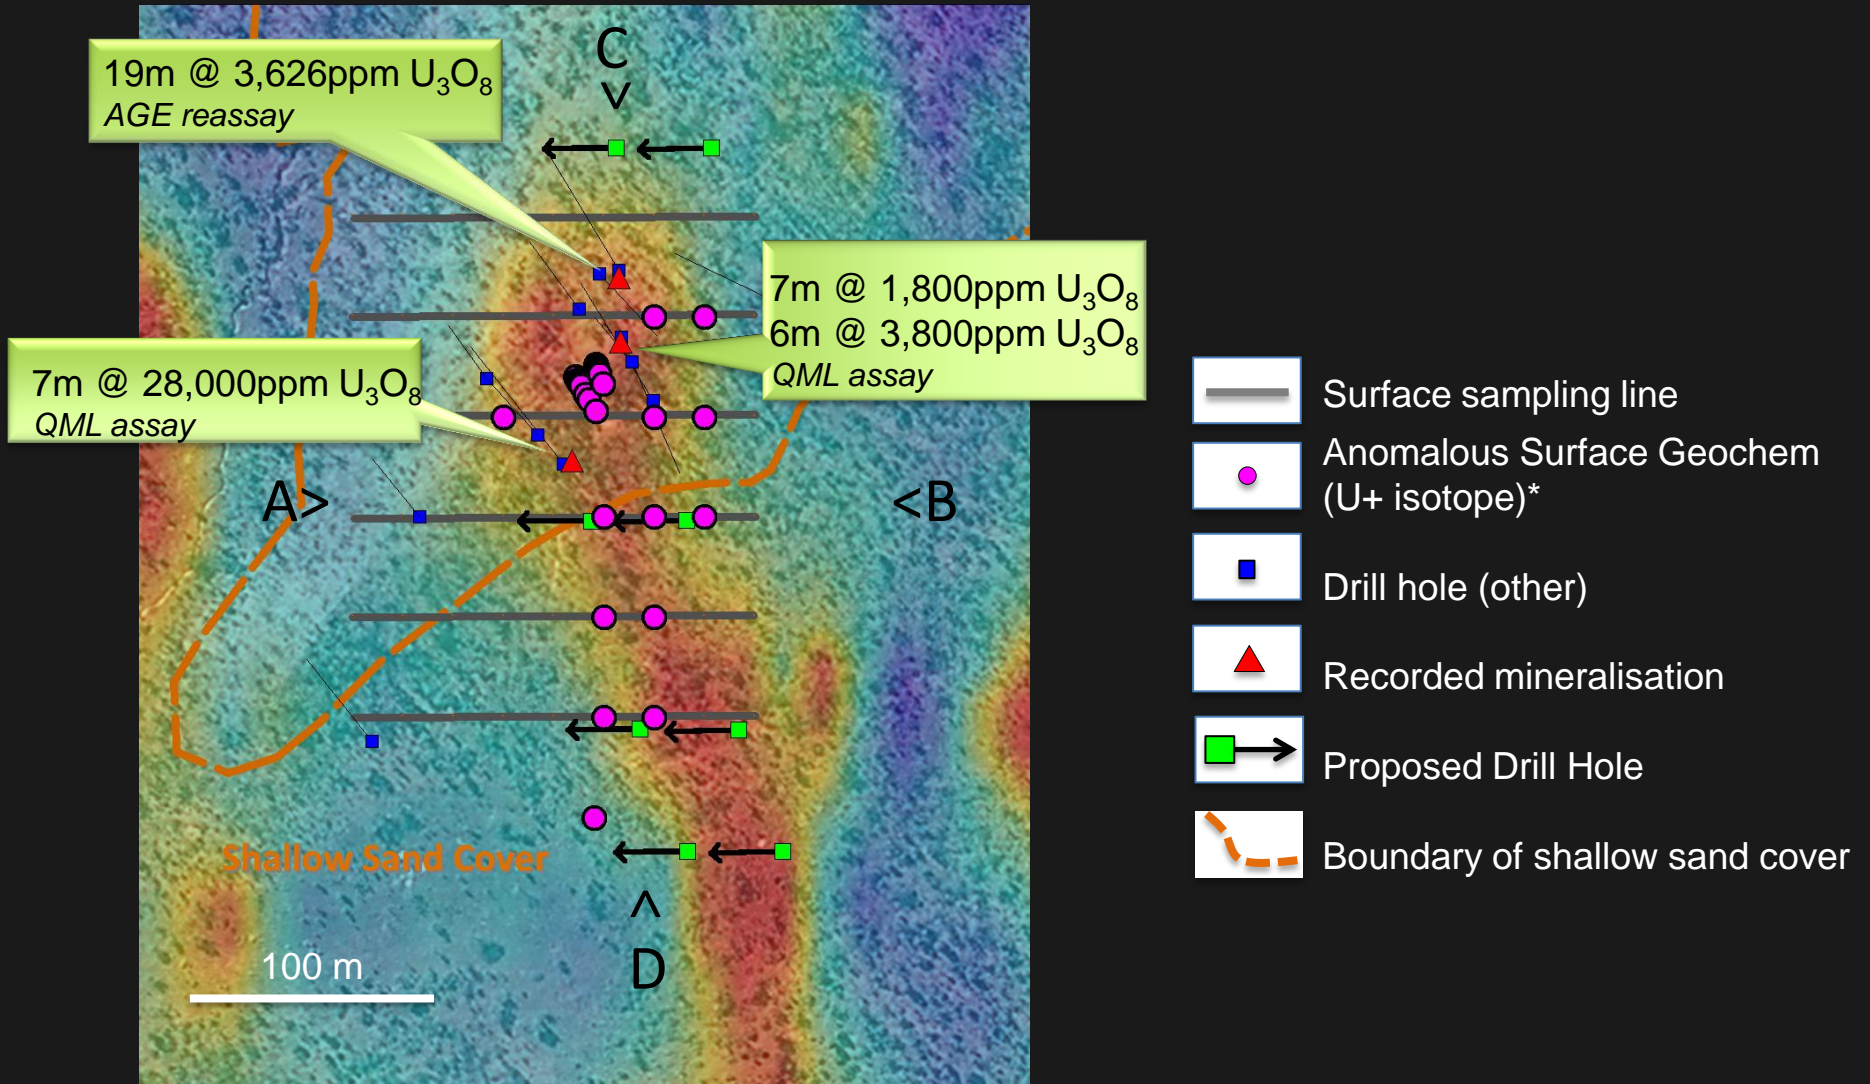 C
V
19m @ 3,626ppm U₃O₈
AGE reassay
7m @ 1,800ppm U₃O₈
6m @ 3,800ppm U₃O₈
QML assay
7m @ 28,000ppm U₃O₈
QML assay
A>
<B
Shallow Sand Cover
100 m
>
D
Surface sampling line
Anomalous Surface Geochem
(U+ isotope)*
Drill hole (other)
Recorded mineralisation
Proposed Drill Hole
Boundary of shallow sand cover